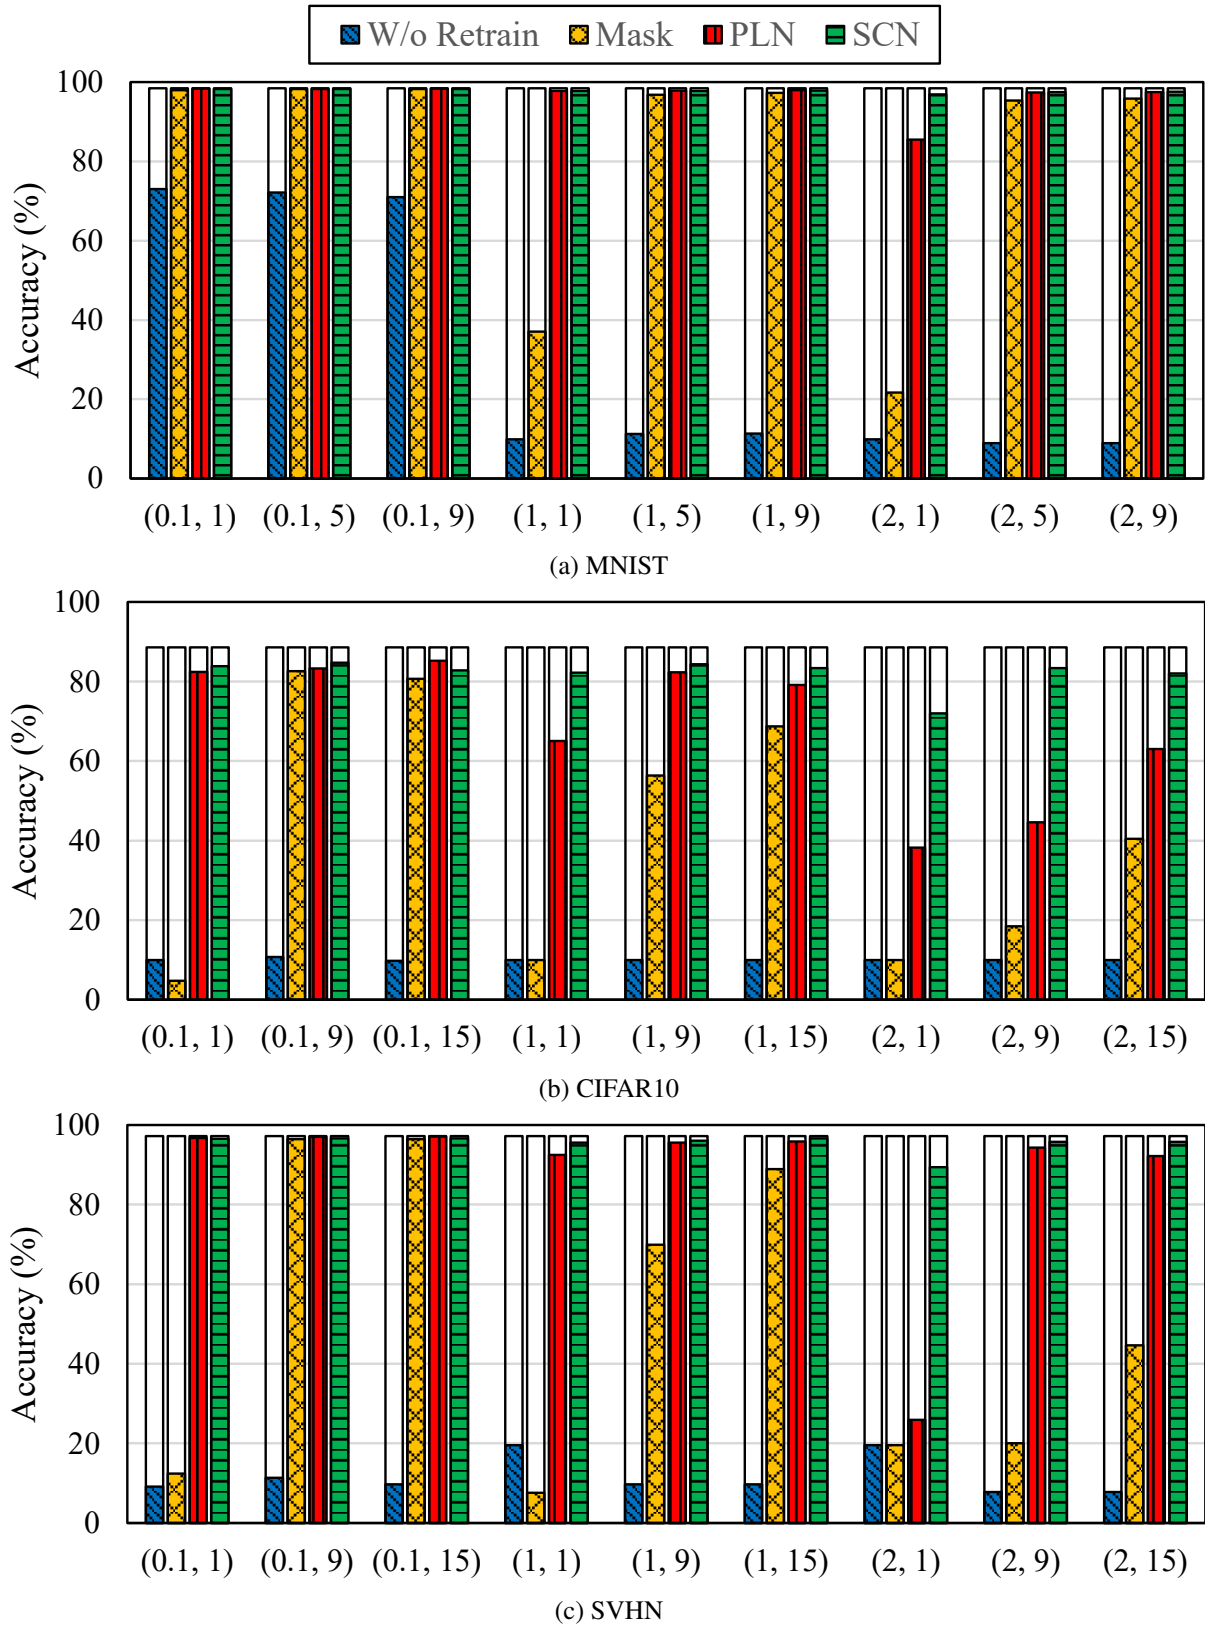 W/o Retrain Mask PLN SCN
100
80
60
40
20
0
Accuracy (%)
(0.1, 1) (0.1, 5) (0.1, 9) (1, 1) (1, 5) (1, 9) (2, 1) (2, 5) (2, 9)
(a) MNIST
100
80
60
40
20
0
Accuracy (%)
(0.1, 1) (0.1, 9) (0.1, 15) (1, 1) (1, 9) (1, 15) (2, 1) (2, 9) (2, 15)
(b) CIFAR10
100
80
60
40
20
0
Accuracy (%)
(0.1, 1) (0.1, 9) (0.1, 15) (1, 1) (1, 9) (1, 15) (2, 1) (2, 9) (2, 15)
(c) SVHN